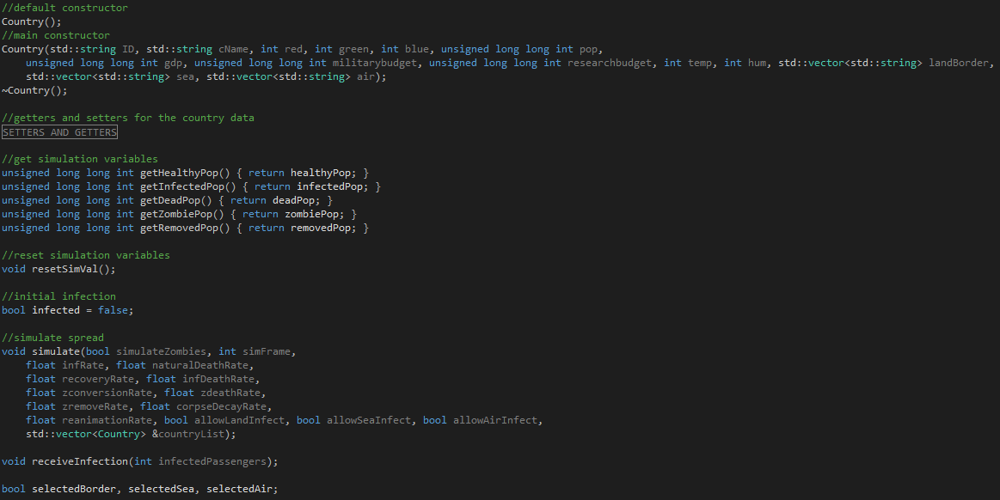 //default constructor
Country();
//main constructor
Country(std::string ID, std::string cName, int red, int green, int blue, unsigned long long int pop,
unsigned long long int gdp, unsigned long long int militarybudget, unsigned long long int researchbudget, int temp, int hum, std::vector<std::string> landBorder,
std::vector<std::string> sea, std::vector<std::string> air);
~Country();
//getters and setters for the country data
SETTERS AND GETTERS
//get simulation variables
unsigned long long int getHealthyPop() { return healthyPop; }
unsigned long long int getInfectedPop() { return infectedPop; }
unsigned long long int getDeadPop() { return deadPop; }
unsigned long long int getZombiePop() { return zombiePop; }
unsigned long long int getRemovedPop() { return removedPop; }
//reset simulation variables
void resetSimVal();
//initial infection
bool infected = false;
//simulate spread
void simulate(bool simulateZombies, int simFrame,
float infRate, float naturalDeathRate,
float recoveryRate, float infDeathRate,
float zconversionRate, float zdeathRate,
float zremoveRate, float corpseDecayRate,
float reanimationRate, bool allowLandInfect, bool allowSeaInfect, bool allowAirInfect,
std::vector<Country> &countryList);
void receiveInfection(int infectedPassengers);
bool selectedBorder, selectedSea, selectedAir;